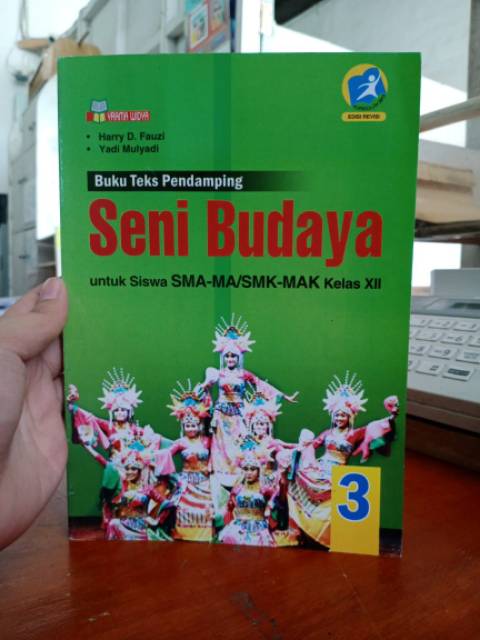 YRAMA WIDYA
• Harry D. Fauzi
• Yadi Mulyadi
EDISI REVISI
Buku Teks Pendamping
Seni Budaya
untuk Siswa SMA-MA/SMK-MAK Kelas XII
3